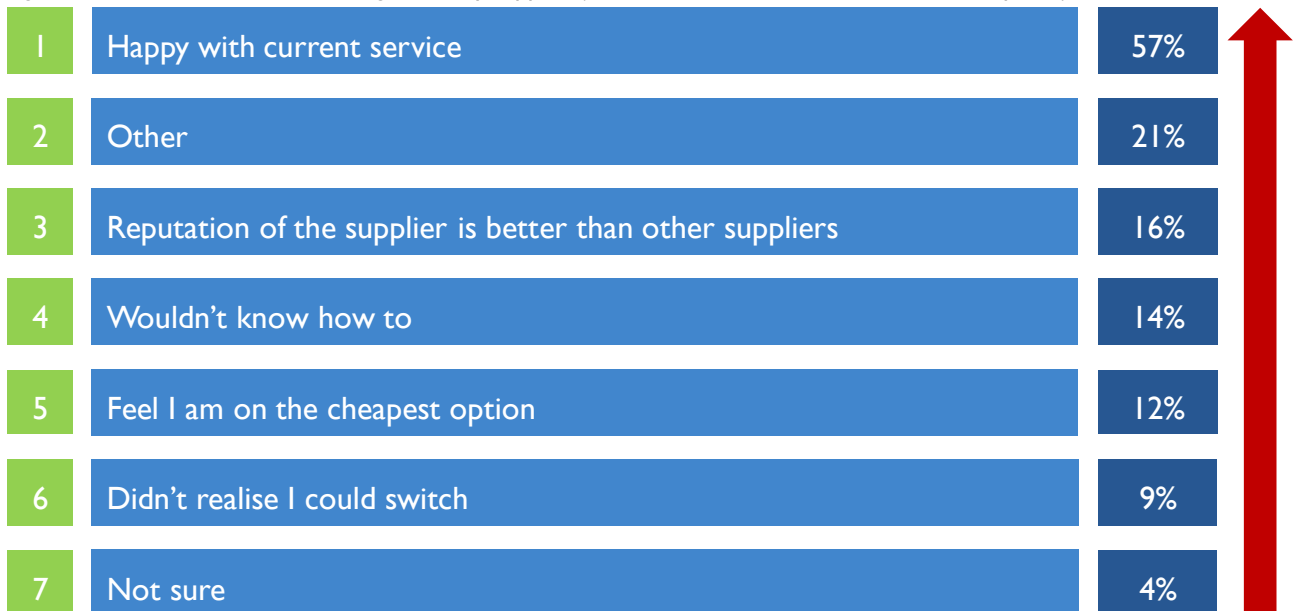 1 Happy with current service 57%
2 Other 21%
3 Reputation of the supplier is better than other suppliers 16%
4 Wouldn't know how to 14%
5 Feel I am on the cheapest option 12%
6 Didn't realise I could switch 9%
7 Not sure 4%